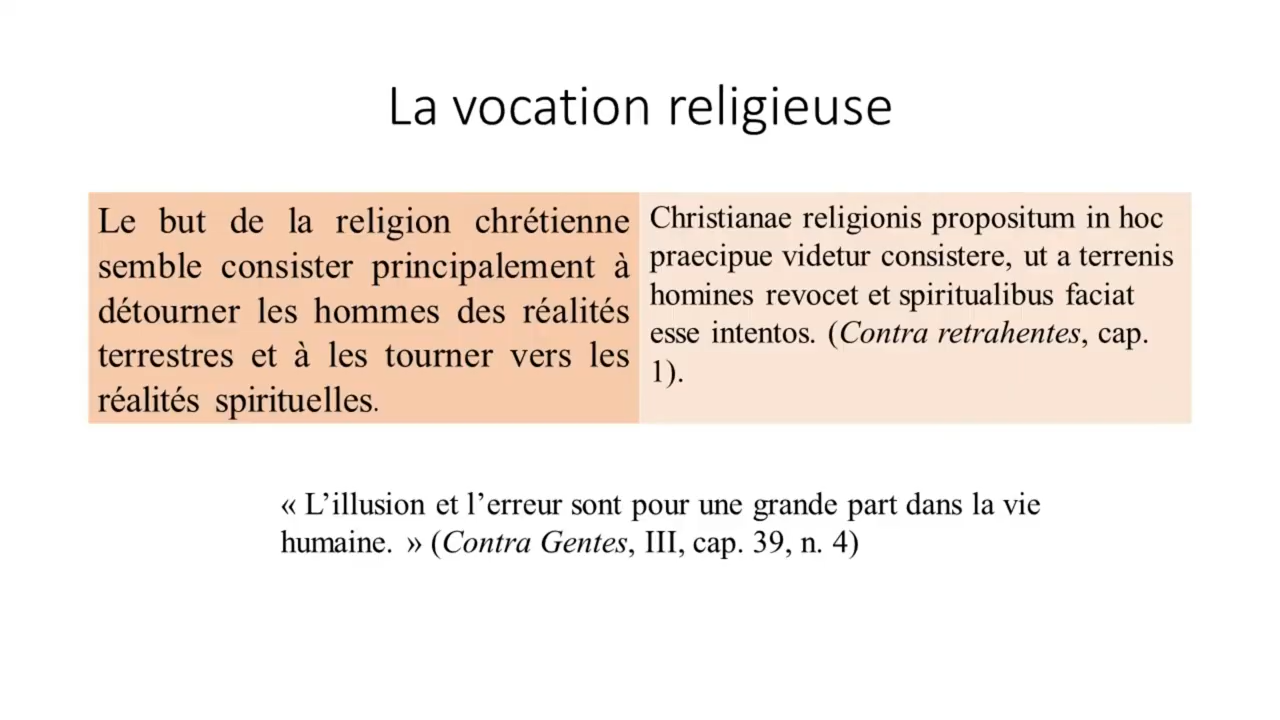 La vocation religieuse
Le but de la religion chrétienne
semble consister principalement à
détourner les hommes des réalités
terrestres et à les tourner vers les
réalités spirituelles.
Christianae religionis propositum in hoc
praecipue videtur consistere, ut a terrenis
homines revocet et spiritualibus faciat
esse intentos. (Contra retrahentes, cap.
1).
« L’illusion et l’erreur sont pour une grande part dans la vie
humaine. » (Contra Gentes, III, cap. 39, n. 4)